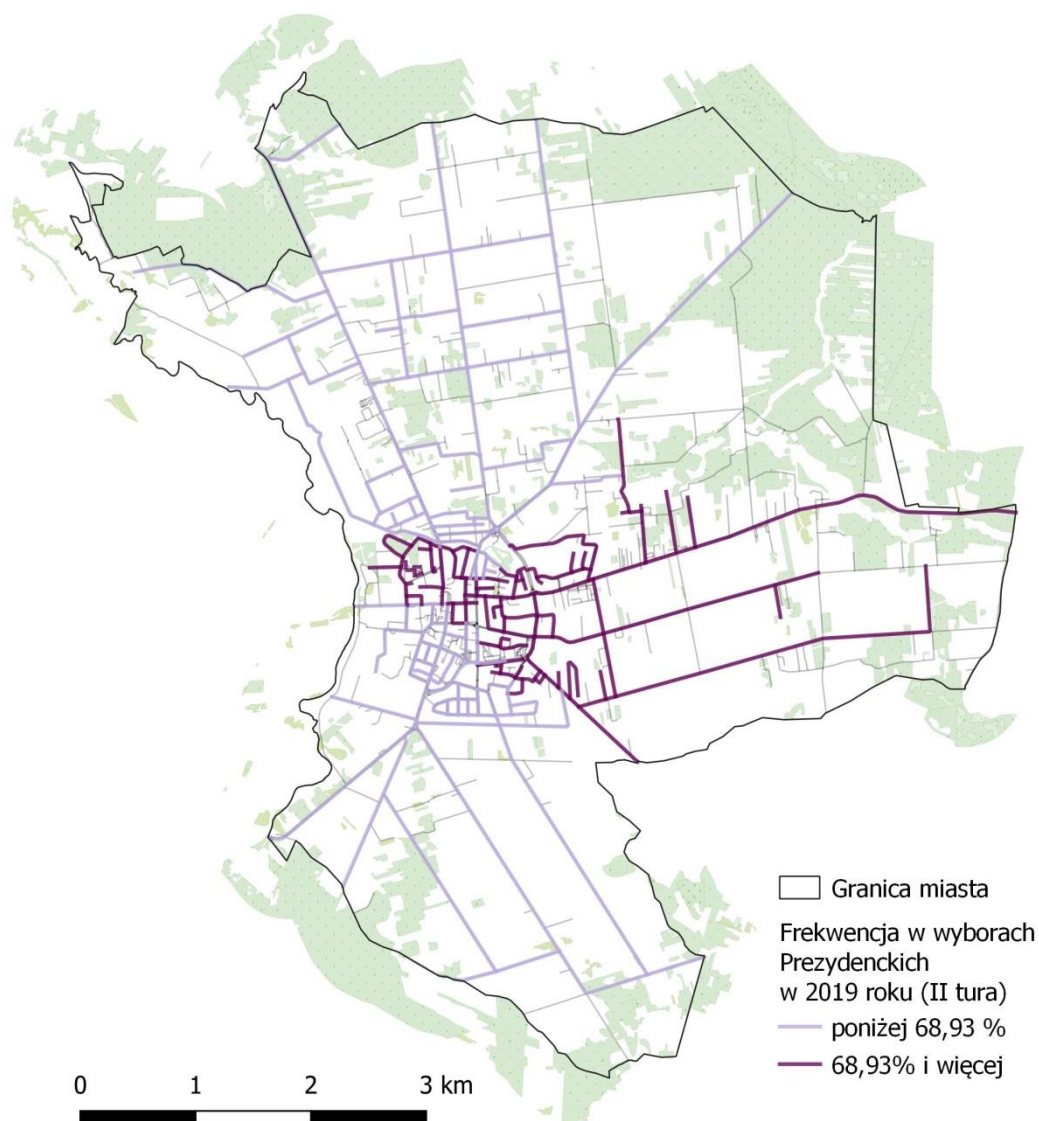 Granica miasta
Frekwencja w wyborach
Prezydenckich
w 2019 roku (II tura)
poniżej 68,93 %
68,93% i więcej
0 1 2 3 km